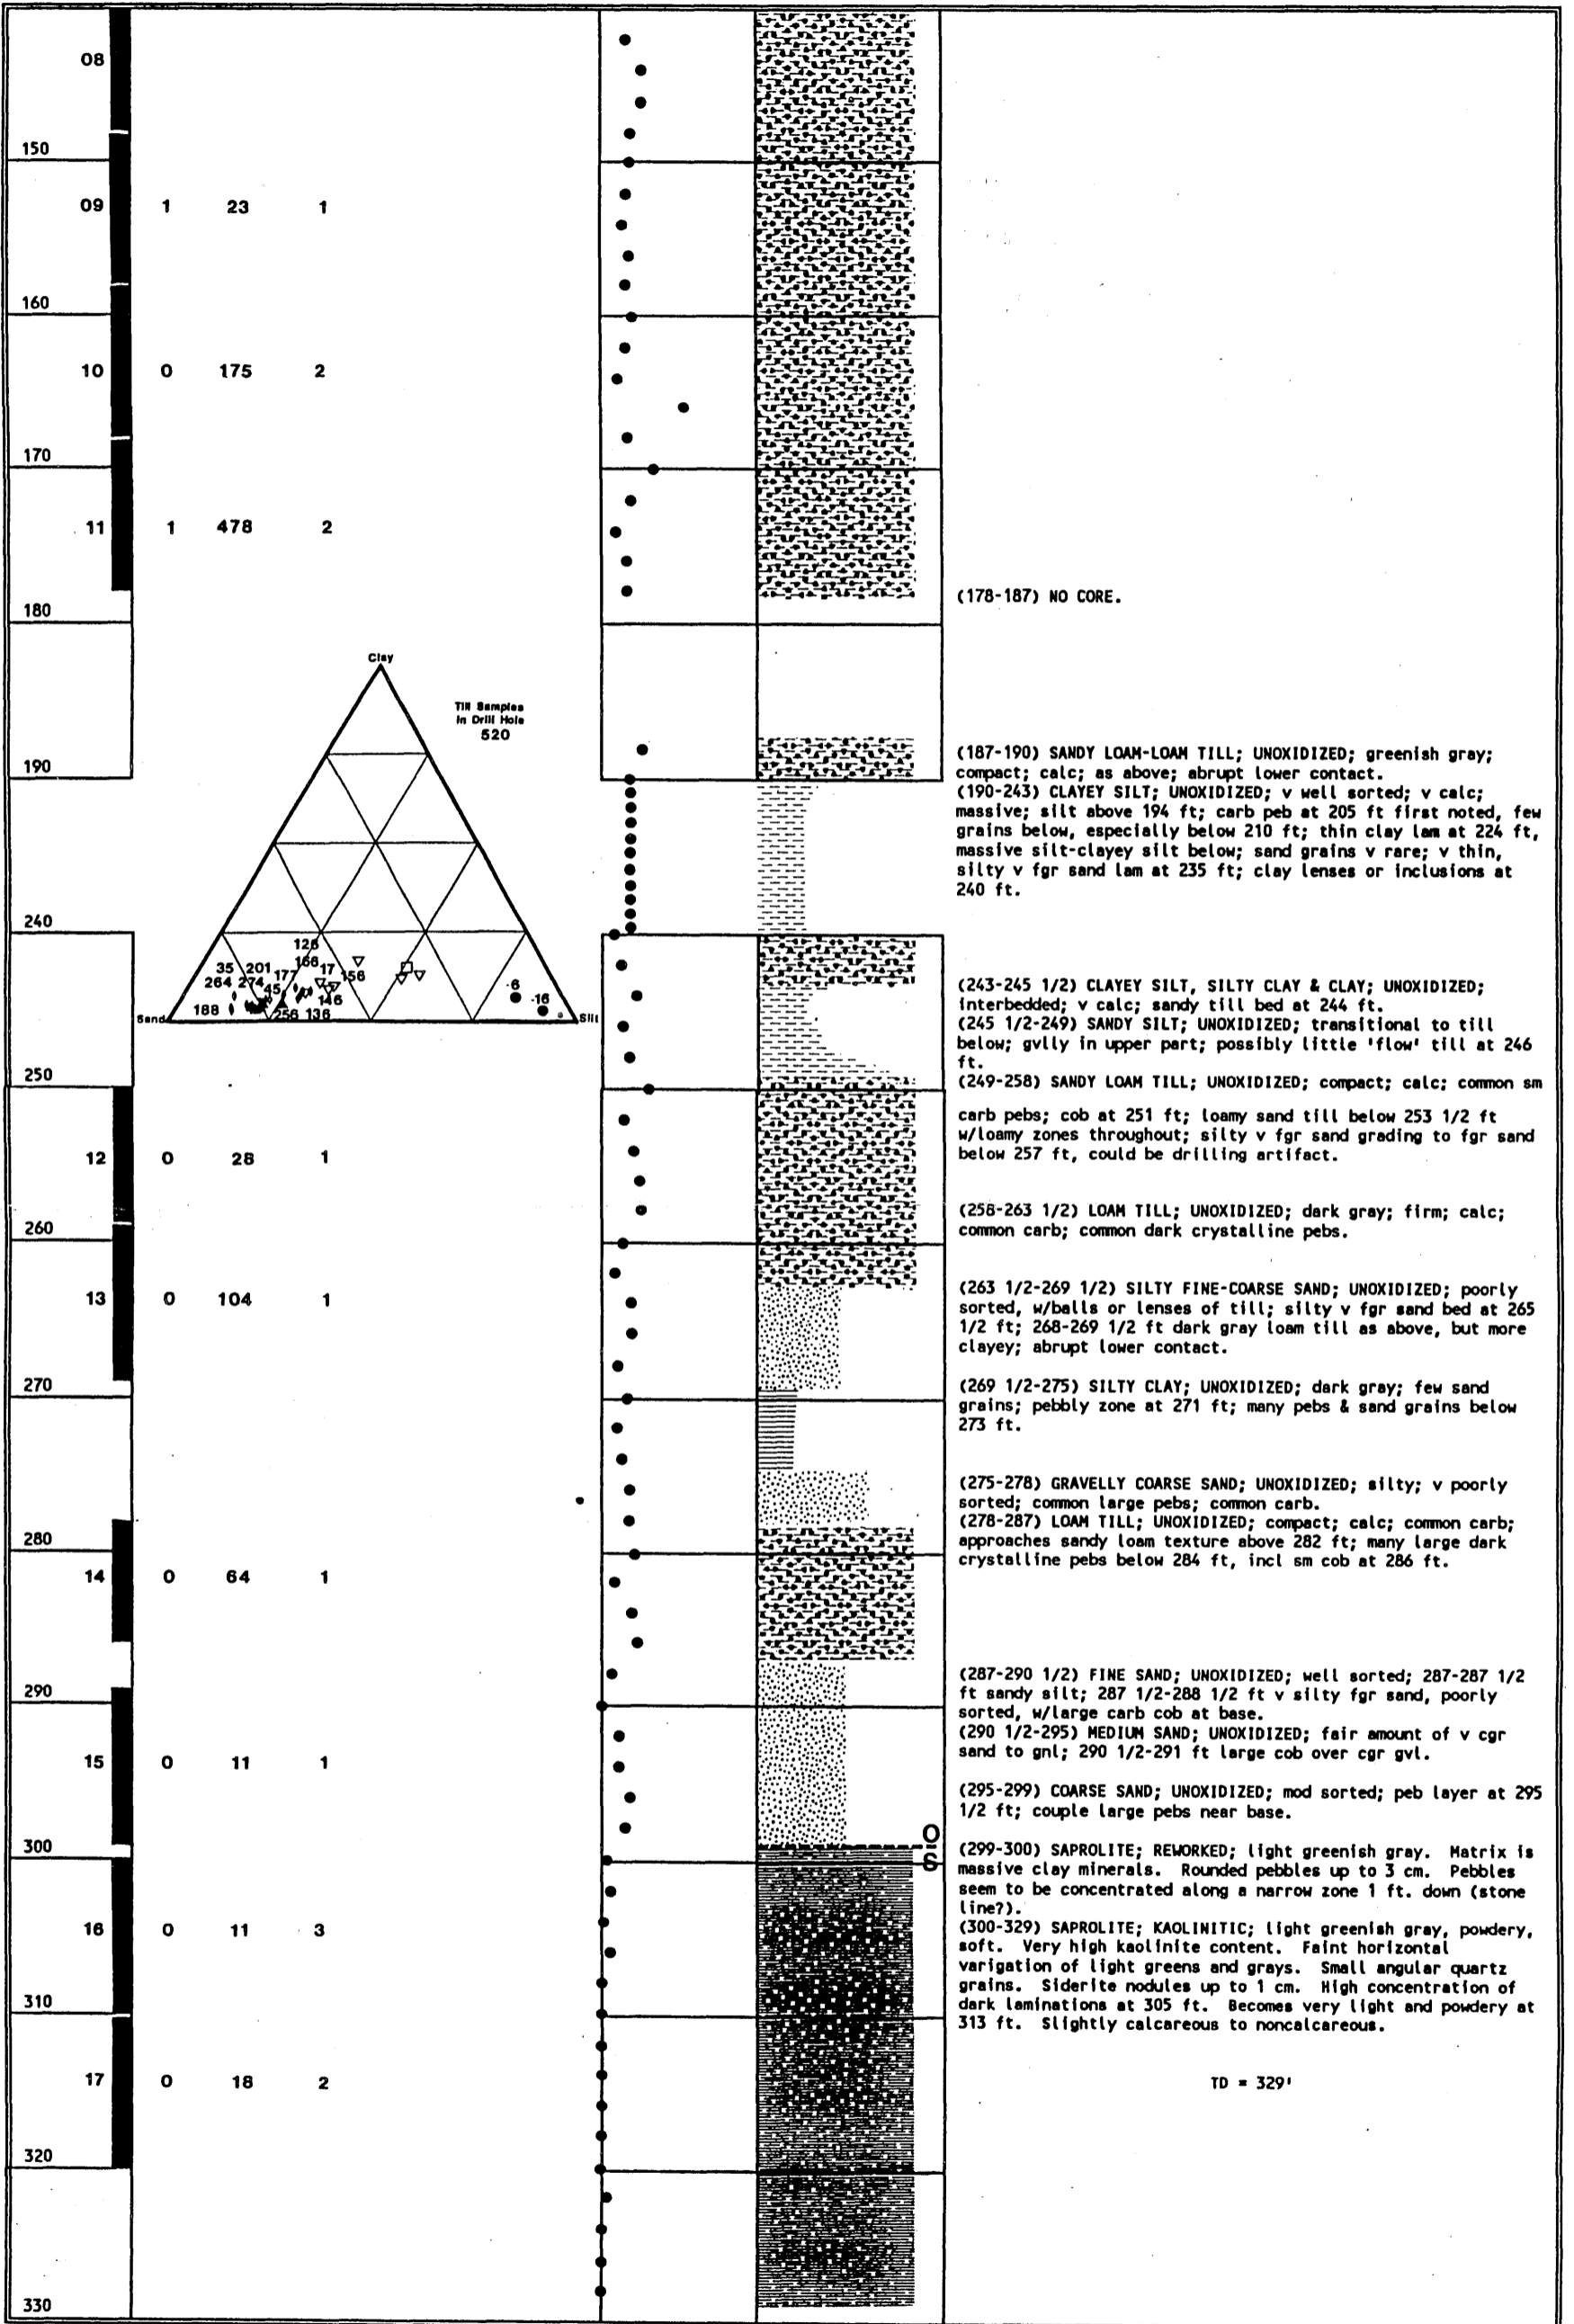 08
150
09 1 23 1
160
10 0 175 2
170
11 1 478 2
(178-187) NO CORE.
180
Clay
Till Samples
In Drill Hole
520
(187-190) SANDY LOAM-LOAM TILL; UNOXIDIZED; greenish gray;
compact; calc; as above; abrupt lower contact.
190
(190-243) CLAYEY SILT; UNOXIDIZED; v well sorted; v calc;
massive; silt above 194 ft; carb peb at 205 ft first noted, few
grains below, especially below 210 ft; thin clay lam at 224 ft,
massive silt-clayey silt below; sand grains v rare; v thin,
silty v fgr sand lam at 235 ft; clay lenses or inclusions at
240 ft.
240
126
35 201 166 17
264 274 177 156
45 146
188 256 136
-6
-16
Sand
Silt
(243-245 1/2) CLAYEY SILT, SILTY CLAY & CLAY; UNOXIDIZED;
interbedded; v calc; sandy till bed at 244 ft.
(245 1/2-249) SANDY SILT; UNOXIDIZED; transitional to till
below; gvlly in upper part; possibly little 'flow' till at 246
ft.
250
(249-258) SANDY LOAM TILL; UNOXIDIZED; compact; calc; common sm
carb pebs; cob at 251 ft; loamy sand till below 253 1/2 ft
w/loamy zones throughout; silty v fgr sand grading to fgr sand
below 257 ft, could be drilling artifact.
12 0 28 1
(258-263 1/2) LOAM TILL; UNOXIDIZED; dark gray; firm; calc;
common carb; common dark crystalline pebs.
260
13 0 104 1
(263 1/2-269 1/2) SILTY FINE-COARSE SAND; UNOXIDIZED; poorly
sorted, w/balls or lenses of till; silty v fgr sand bed at 265
1/2 ft; 268-269 1/2 ft dark gray loam till as above, but more
clayey; abrupt lower contact.
270
(269 1/2-275) SILTY CLAY; UNOXIDIZED; dark gray; few sand
grains; pebbly zone at 271 ft; many pebs & sand grains below
273 ft.
(275-278) GRAVELLY COARSE SAND; UNOXIDIZED; silty; v poorly
sorted; common large pebs; common carb.
(278-287) LOAM TILL; UNOXIDIZED; compact; calc; common carb;
approaches sandy loam texture above 282 ft; many large dark
crystalline pebs below 284 ft, incl sm cob at 286 ft.
280
14 0 64 1
(287-290 1/2) FINE SAND; UNOXIDIZED; well sorted; 287-287 1/2
ft sandy silt; 287 1/2-288 1/2 ft v silty fgr sand, poorly
sorted, w/large carb cob at base.
290
(290 1/2-295) MEDIUM SAND; UNOXIDIZED; fair amount of v cgr
sand to gnl; 290 1/2-291 ft large cob over cgr gvl.
15 0 11 1
(295-299) COARSE SAND; UNOXIDIZED; mod sorted; peb layer at 295
1/2 ft; couple large pebs near base.
O
S
300
(299-300) SAPROLITE; REWORKED; light greenish gray. Matrix is
massive clay minerals. Rounded pebbles up to 3 cm. Pebbles
seem to be concentrated along a narrow zone 1 ft. down (stone
line?).
16 0 11 3
(300-329) SAPROLITE; KAOLINITIC; light greenish gray, powdery,
soft. Very high kaolinite content. Faint horizontal
varigation of light greens and grays. Small angular quartz
grains. Siderite nodules up to 1 cm. High concentration of
dark laminations at 305 ft. Becomes very light and powdery at
313 ft. Slightly calcareous to noncalcareous.
310
17 0 18 2
TD = 329'
320
330